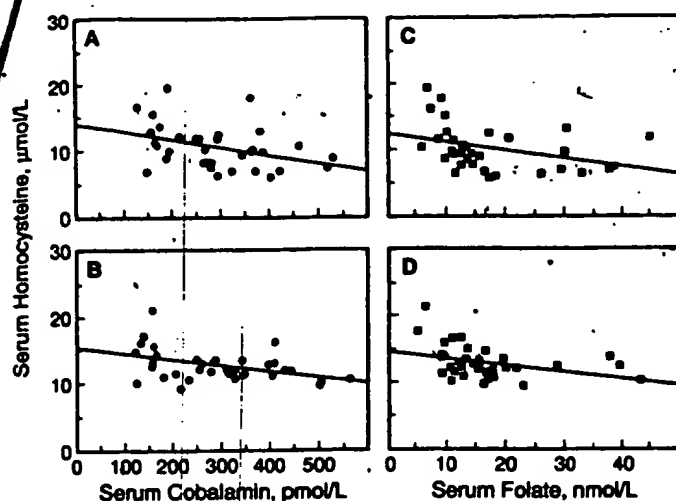 Serum Homocysteine, μmol/L
A
30
20
10
0
C
B
30
20
10
0
D
0 100 200 300 400 500
Serum Cobalamin, pmol/L
0 10 20 30 40
Serum Folate, nmol/L